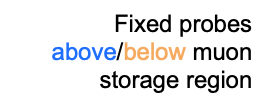 Fixed probes
above/below muon
storage region